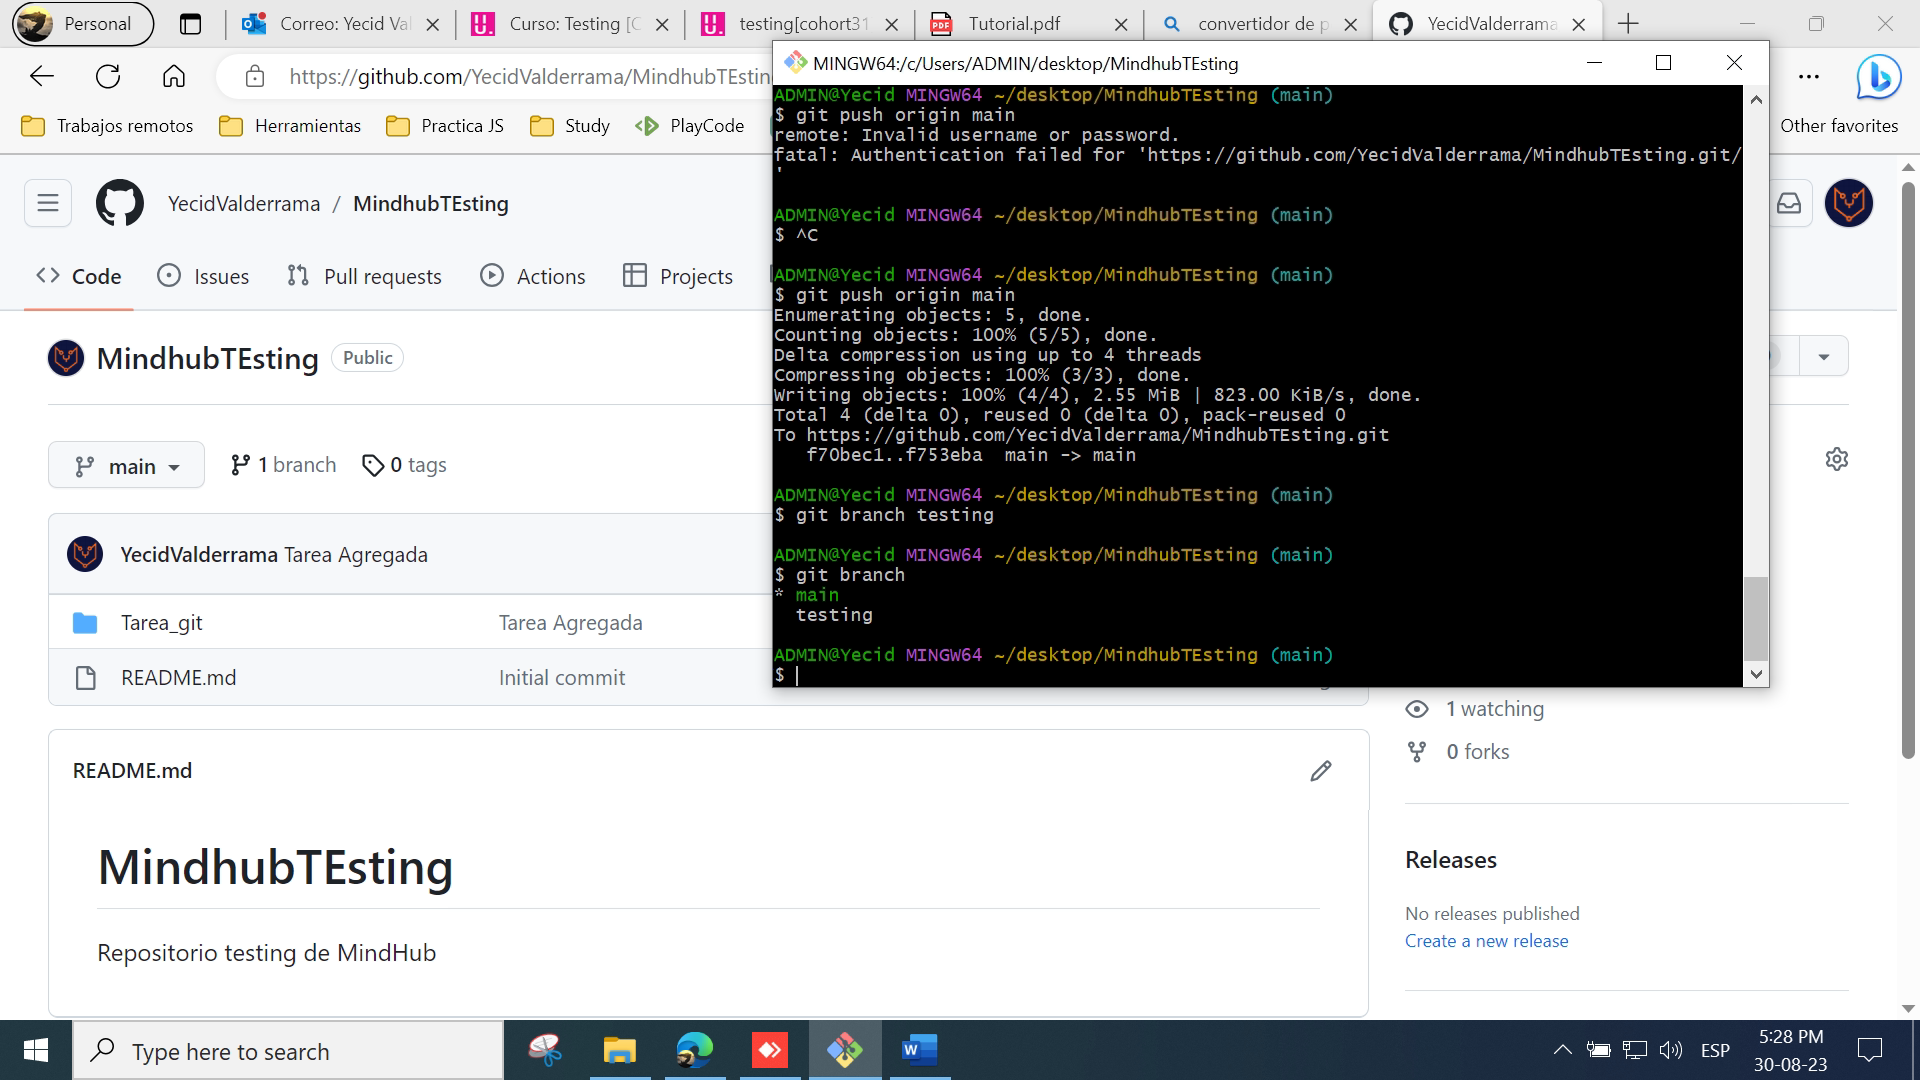 Personal
Correo: Yecid Val
Curso: Testing [C
testing[cohort31
Tutorial.pdf
convertidor de p
YecidValderrama
https://github.com/YecidValderrama/MindhubTEstin
Trabajos remotos
Herramientas
Practica JS
Study
PlayCode
Other favorites
YecidValderrama / MindhubTEsting
Code
Issues
Pull requests
Actions
Projects
MindhubTEsting
Public
main
1 branch
0 tags
YecidValderrama Tarea Agregada
Tarea_git
Tarea Agregada
README.md
Initial commit
README.md
MindhubTEsting
Repositorio testing de MindHub
MINGW64:/c/Users/ADMIN/desktop/MindhubTEsting
ADMIN@Yecid MINGW64 ~/desktop/MindhubTEsting (main)
$ git push origin main
remote: Invalid username or password.
fatal: Authentication failed for 'https://github.com/YecidValderrama/MindhubTEsting.git/
'
ADMIN@Yecid MINGW64 ~/desktop/MindhubTEsting (main)
$ ^C
ADMIN@Yecid MINGW64 ~/desktop/MindhubTEsting (main)
$ git push origin main
Enumerating objects: 5, done.
Counting objects: 100% (5/5), done.
Delta compression using up to 4 threads
Compressing objects: 100% (3/3), done.
Writing objects: 100% (4/4), 2.55 MiB | 823.00 KiB/s, done.
Total 4 (delta 0), reused 0 (delta 0), pack-reused 0
To https://github.com/YecidValderrama/MindhubTEsting.git
   f70bec1..f753eba  main -> main
ADMIN@Yecid MINGW64 ~/desktop/MindhubTEsting (main)
$ git branch testing
ADMIN@Yecid MINGW64 ~/desktop/MindhubTEsting (main)
$ git branch
* main
  testing
ADMIN@Yecid MINGW64 ~/desktop/MindhubTEsting (main)
$
1 watching
0 forks
Releases
No releases published
Create a new release
Type here to search
ESP
5:28 PM
30-08-23